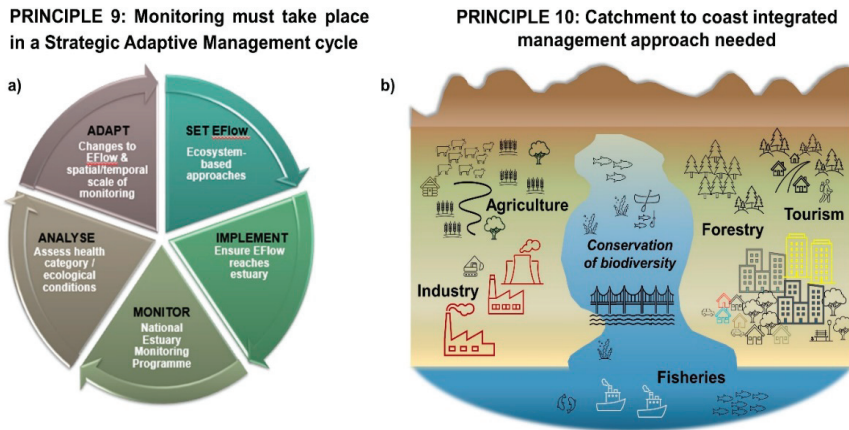 PRINCIPLE 9: Monitoring must take place
in a Strategic Adaptive Management cycle
a)
ADAPT
Changes to
EFlow &
spatial/temporal
scale of
monitoring
SET EFlow
Ecosystem-
based
approaches
ANALYSE
Assess health
category /
ecological
conditions
IMPLEMENT
Ensure EFlow
reaches
estuary
MONITOR
National
Estuary
Monitoring
Programme
PRINCIPLE 10: Catchment to coast integrated
management approach needed
b)
Agriculture
Forestry
Tourism
Conservation
of biodiversity
Industry
Fisheries